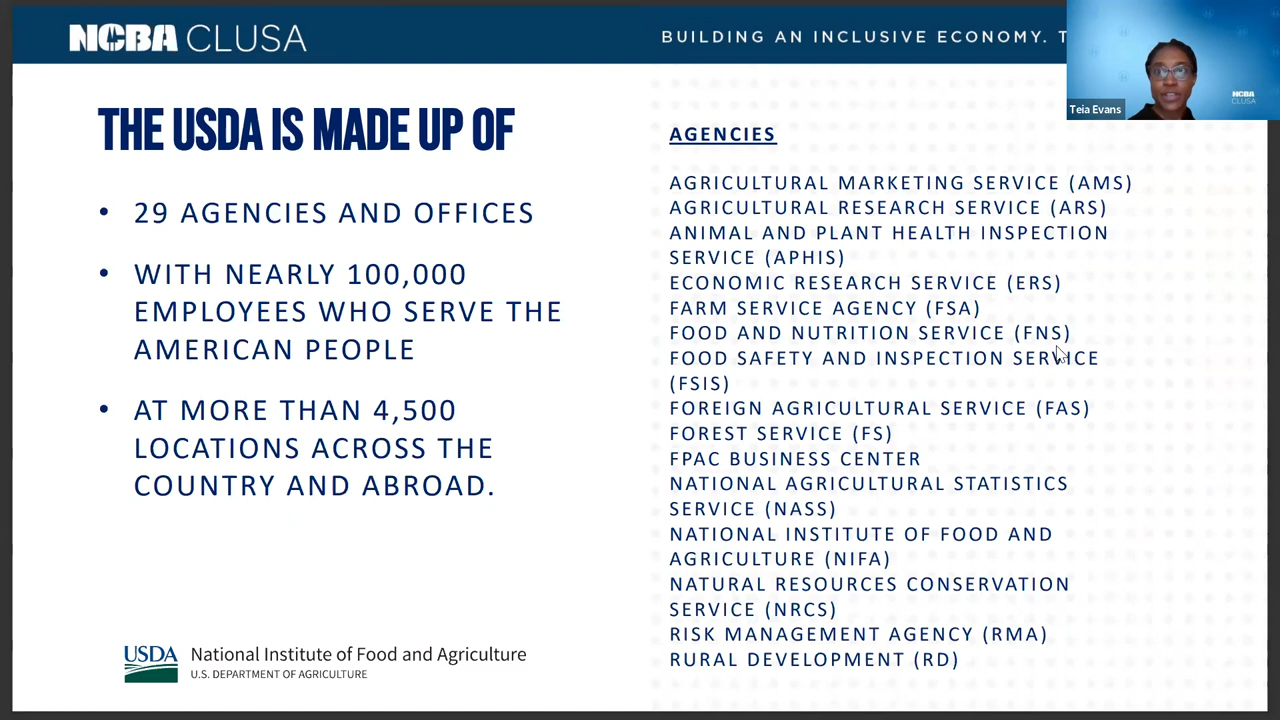 NCBA CLUSA
BUILDING AN INCLUSIVE ECONOMY.
Teia Evans
NCBA
CLUSA
THE USDA IS MADE UP OF
• 29 AGENCIES AND OFFICES
• WITH NEARLY 100,000
EMPLOYEES WHO SERVE THE
AMERICAN PEOPLE
• AT MORE THAN 4,500
LOCATIONS ACROSS THE
COUNTRY AND ABROAD.
USDA National Institute of Food and Agriculture
U.S. DEPARTMENT OF AGRICULTURE
AGENCIES
AGRICULTURAL MARKETING SERVICE (AMS)
AGRICULTURAL RESEARCH SERVICE (ARS)
ANIMAL AND PLANT HEALTH INSPECTION
SERVICE (APHIS)
ECONOMIC RESEARCH SERVICE (ERS)
FARM SERVICE AGENCY (FSA)
FOOD AND NUTRITION SERVICE (FNS)
FOOD SAFETY AND INSPECTION SERVICE
(FSIS)
FOREIGN AGRICULTURAL SERVICE (FAS)
FOREST SERVICE (FS)
FPAC BUSINESS CENTER
NATIONAL AGRICULTURAL STATISTICS
SERVICE (NASS)
NATIONAL INSTITUTE OF FOOD AND
AGRICULTURE (NIFA)
NATURAL RESOURCES CONSERVATION
SERVICE (NRCS)
RISK MANAGEMENT AGENCY (RMA)
RURAL DEVELOPMENT (RD)